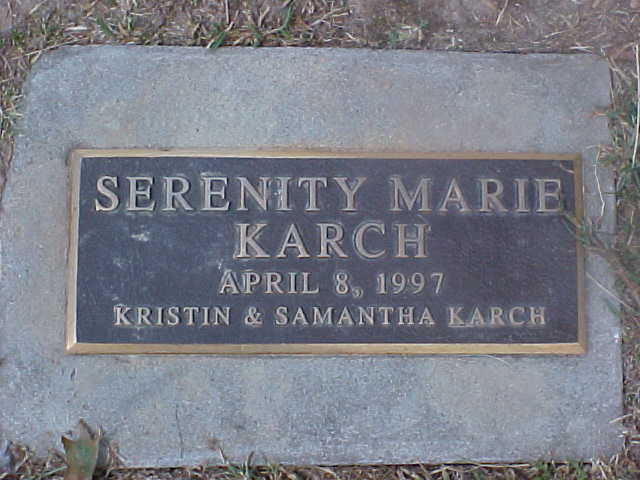 SERENITY MARIE
KARCH
APRIL 8, 1997
KRISTIN & SAMANTHA KARCH